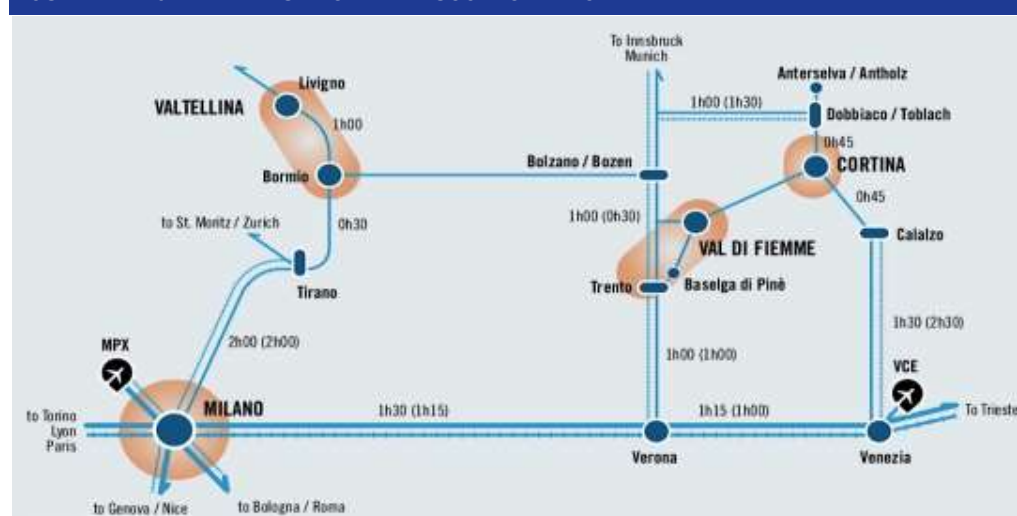 To Innsbruck
Munich
Anterselva / Antholz
Livigno
VALTELLINA
1h00 (1h30)
Dobbiaco / Toblach
1h00
0h45
Bolzano / Bozen
CORTINA
Bormio
0h45
1h00 (0h30)
to St. Moritz / Zurich
0h30
Calalzo
VAL DI FIEMME
Trento
Baselga di Pinè
Tirano
1h30 (2h30)
2h00 (2h00)
MPX
1h00 (1h00)
VCE
MILANO
1h30 (1h15)
1h15 (1h00)
To Trieste
to Torino
Lyon
Paris
Verona
Venezia
to Genova / Nice
to Bologna / Roma